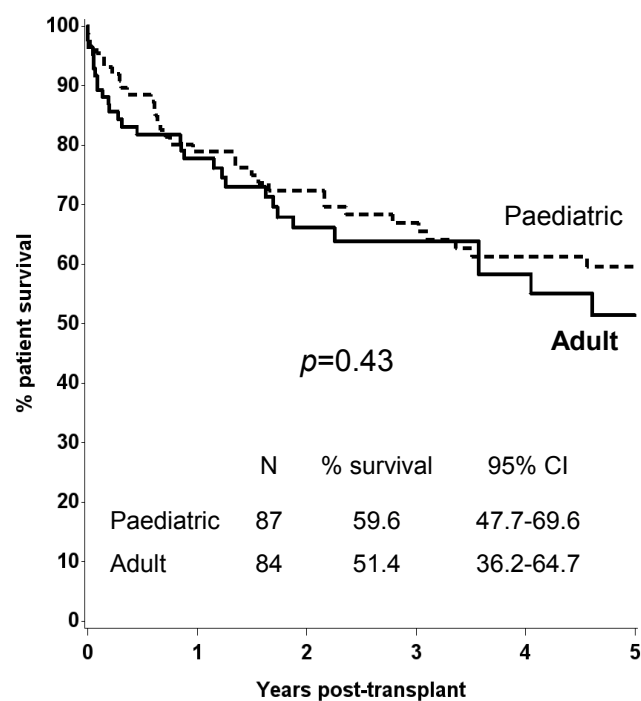 100
90
80
70
60
50
40
30
20
10
0
% patient survival
Paediatric
Adult
p=0.43
N % survival 95% CI
Paediatric 87 59.6 47.7-69.6
Adult 84 51.4 36.2-64.7
0 1 2 3 4 5
Years post-transplant